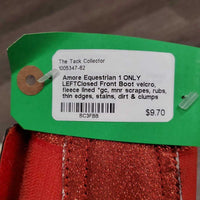 The Tack Collector
1005347-82
Amore Equestrian 1 ONLY
LEFTClosed Front Boot velcro,
fleece lined *gc, mnr scrapes, rubs,
thin edges, stains, dirt & clumps
BC3FBB
$9.70